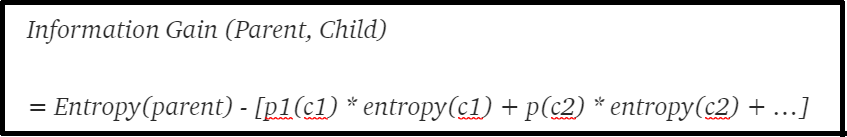 Information Gain (Parent, Child)
= Entropy(parent) - [p1(c1) * entropy(c1) + p(c2) * entropy(c2) + …]